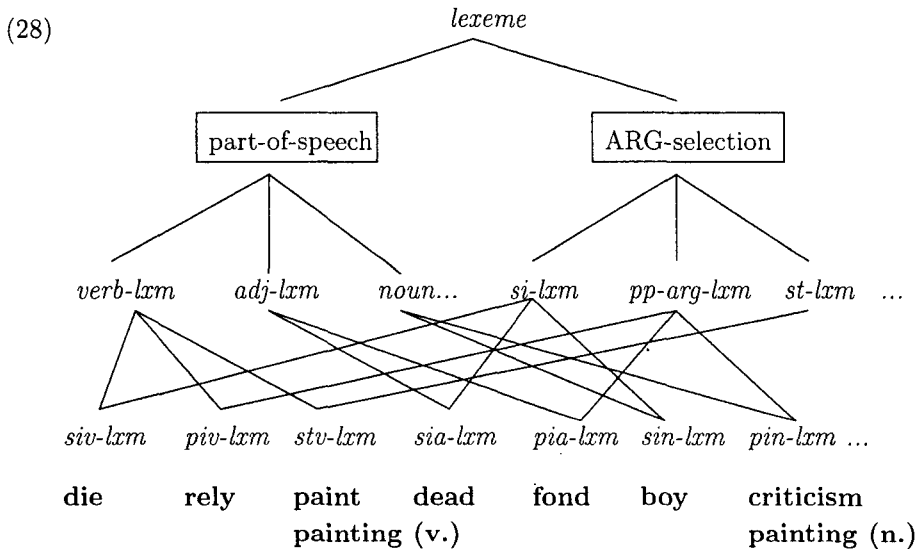 (28)
lexeme
part-of-speech ARG-selection
verb-lxm adj-lxm noun... si-lxm pp-arg-lxm st-lxm ...
siv-lxm piv-lxm stv-lxm sia-lxm pia-lxm sin-lxm pin-lxm ...
die rely paint dead fond boy criticism
painting (v.) painting (n.)